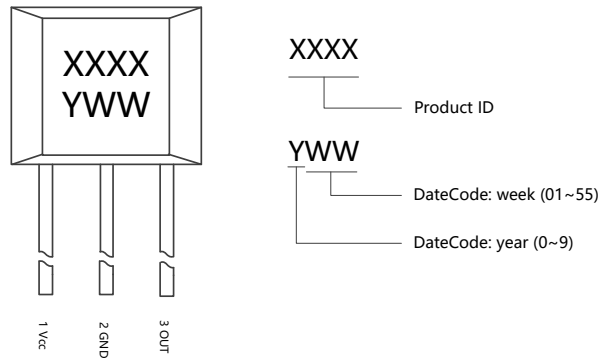 XXXX
YWW
1 Vcc
2 GND
3 OUT
XXXX
Product ID
YWW
DateCode: week (01~55)
DateCode: year (0~9)